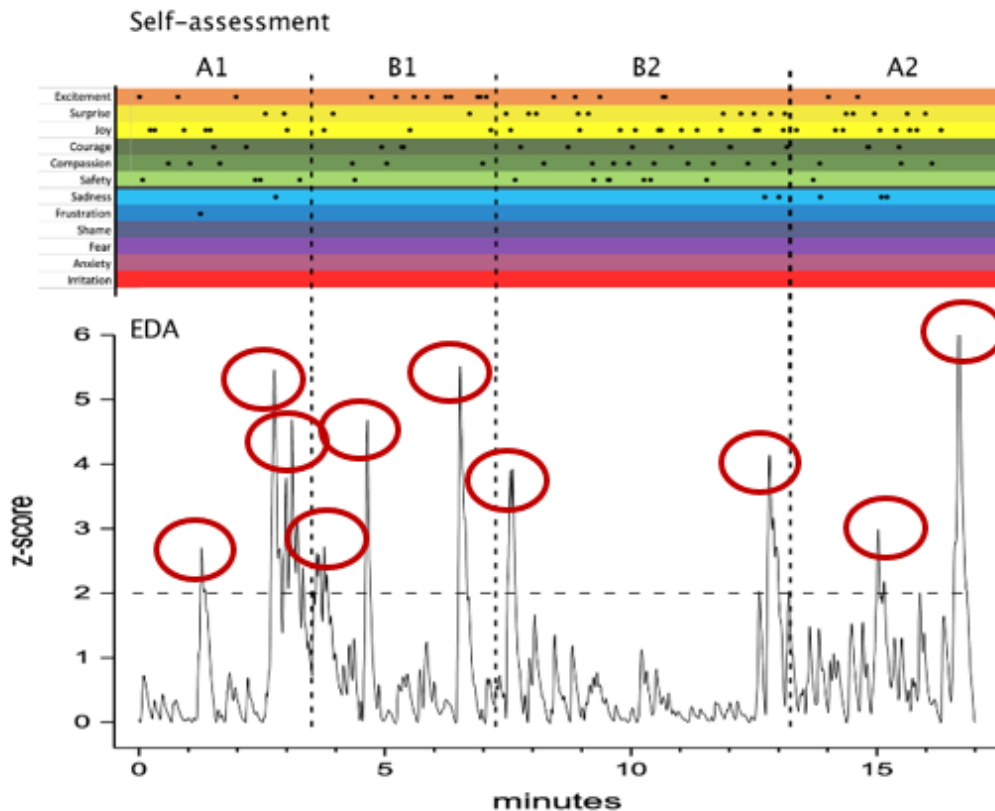 Self-assessment
A1 B1 B2 A2
Excitement
Surprise
Joy
Courage
Compassion
Safety
Sadness
Frustration
Shame
Fear
Anxiety
Irritation
EDA
6
5
4
3
2
1
0
z-score
0 5 10 15
minutes